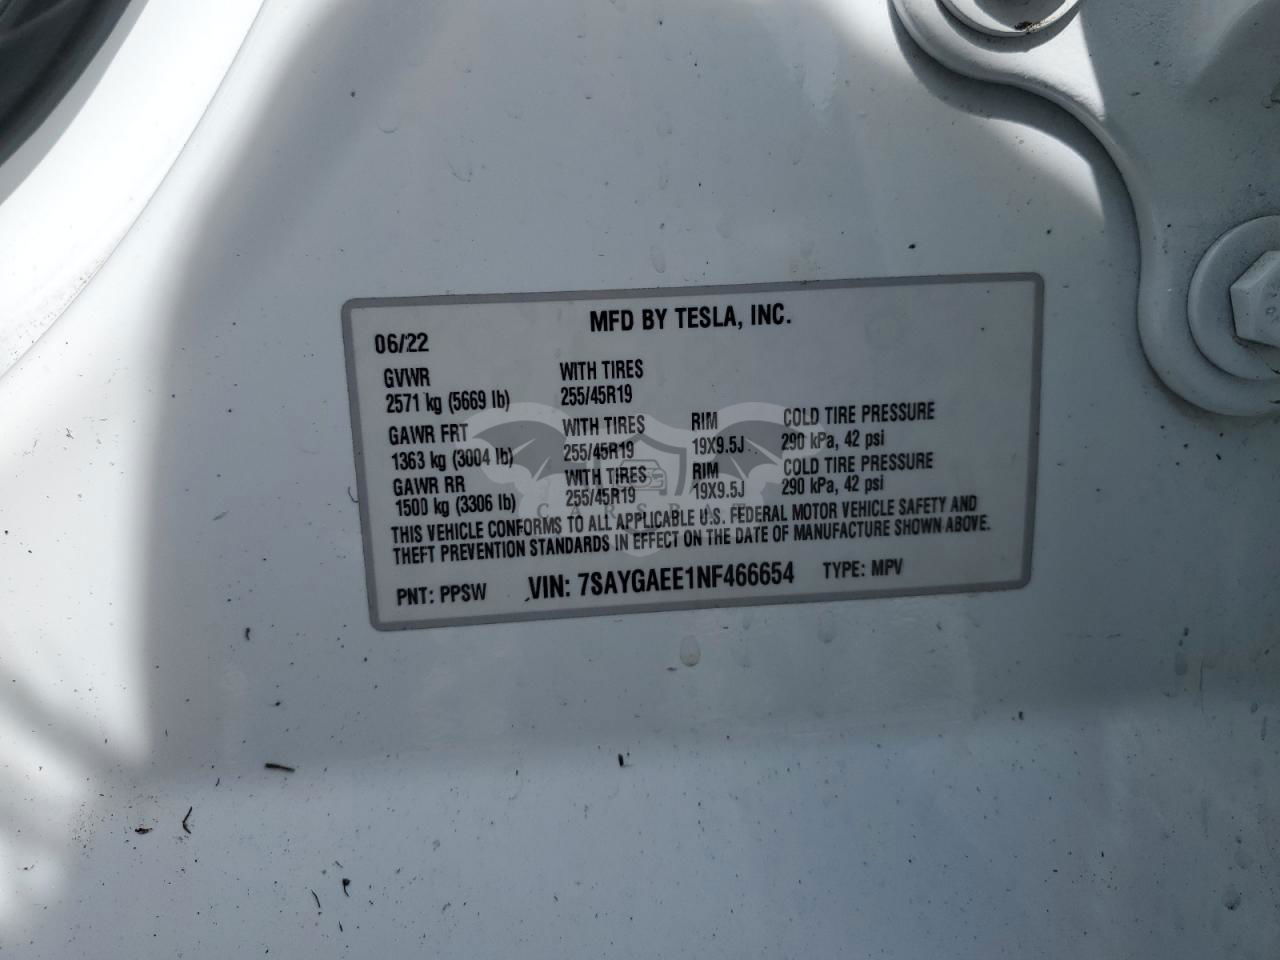 MFD BY TESLA, INC.
06/22
GVWR WITH TIRES
2571 kg (5669 lb) 255/45R19
GAWR FRT WITH TIRES RIM COLD TIRE PRESSURE
1363 kg (3004 lb) 255/45R19 19X9.5J 290 kPa, 42 psi
GAWR RR WITH TIRES RIM COLD TIRE PRESSURE
1500 kg (3306 lb) 255/45R19 19X9.5J 290 kPa, 42 psi
THIS VEHICLE CONFORMS TO ALL APPLICABLE U.S. FEDERAL MOTOR VEHICLE SAFETY AND
THEFT PREVENTION STANDARDS IN EFFECT ON THE DATE OF MANUFACTURE SHOWN ABOVE.
PNT: PPSW VIN: 7SAYGAEE1NF466654 TYPE: MPV